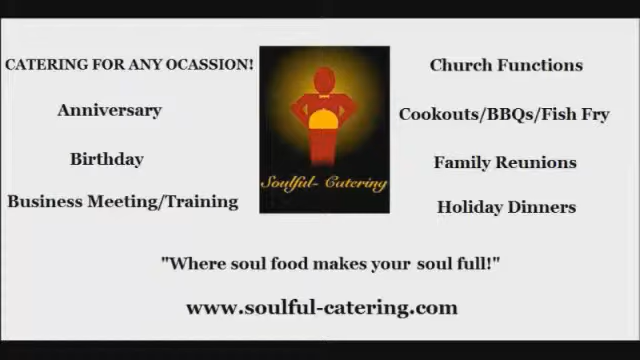 CATERING FOR ANY OCASSION!
Anniversary
Birthday
Business Meeting/Training
Soulful- Catering
Church Functions
Cookouts/BBQs/Fish Fry
Family Reunions
Holiday Dinners
"Where soul food makes your soul full!"
www.soulful-catering.com